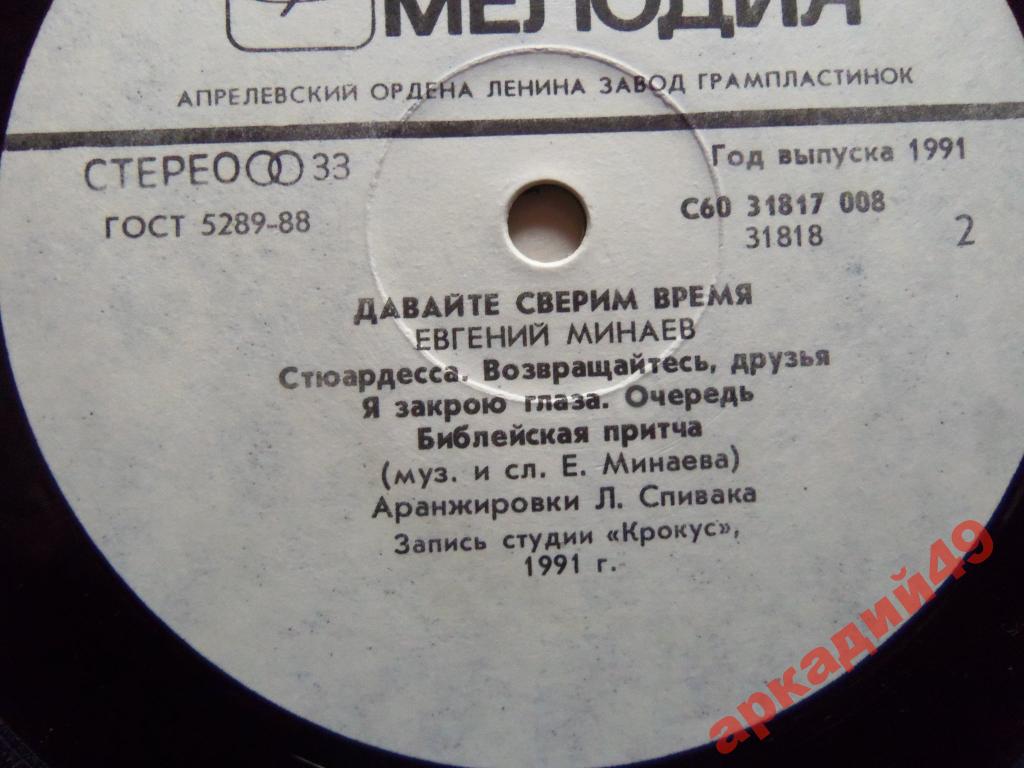 МЕЛОДИЯ
АПРЕЛЕВСКИЙ ОРДЕНА ЛЕНИНА ЗАВОД ГРАМПЛАСТИНОК
СТЕРЕО 33
Год выпуска 1991
ГОСТ 5289-88
С60 31817 008
31818
2
ДАВАЙТЕ СВЕРИМ ВРЕМЯ
ЕВГЕНИЙ МИНАЕВ
Стюардесса. Возвращайтесь, друзья
Я закрою глаза. Очередь
Библейская притча
(муз. и сл. Е. Минаева)
Аранжировки Л. Спивака
Запись студии «Крокус»,
1991 г.
аркадий49